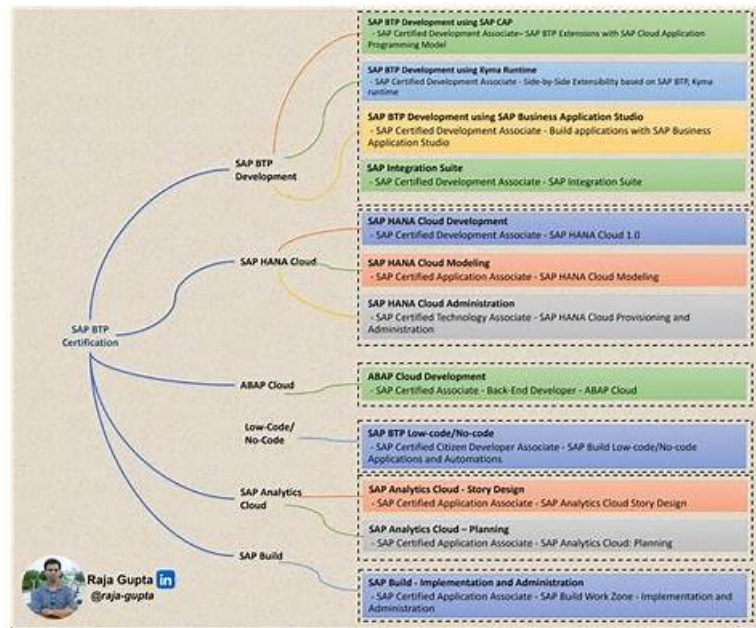 SAP BTP Development using SAP CAP
- SAP Certified Development Associate– SAP BTP Extensions with SAP Cloud Application
Programming Model
SAP BTP Development using Kyma Runtime
- SAP Certified Development Associate - Side-by-Side Extensibility based on SAP BTP, Kyma
runtime
SAP BTP Development using SAP Business Application Studio
- SAP Certified Development Associate - Build applications with SAP Business
Application Studio
SAP Integration Suite
- SAP Certified Development Associate - SAP Integration Suite
SAP BTP
Development
SAP HANA Cloud Development
- SAP Certified Development Associate - SAP HANA Cloud 1.0
SAP HANA Cloud
SAP HANA Cloud Modeling
- SAP Certified Application Associate - SAP HANA Cloud Modeling
SAP HANA Cloud Administration
- SAP Certified Technology Associate - SAP HANA Cloud Provisioning and
Administration
SAP BTP
Certification
ABAP Cloud
ABAP Cloud Development
- SAP Certified Associate - Back-End Developer - ABAP Cloud
Low-Code/
No-Code
SAP BTP Low-code/No-code
- SAP Certified Citizen Developer Associate - SAP Build Low-code/No-code
Applications and Automations
SAP Analytics
Cloud
SAP Analytics Cloud - Story Design
- SAP Certified Application Associate - SAP Analytics Cloud Story Design
SAP Analytics Cloud – Planning
- SAP Certified Application Associate - SAP Analytics Cloud: Planning
SAP Build
SAP Build - Implementation and Administration
- SAP Certified Application Associate - SAP Build Work Zone - Implementation and
Administration
Raja Gupta in
@raja-gupta